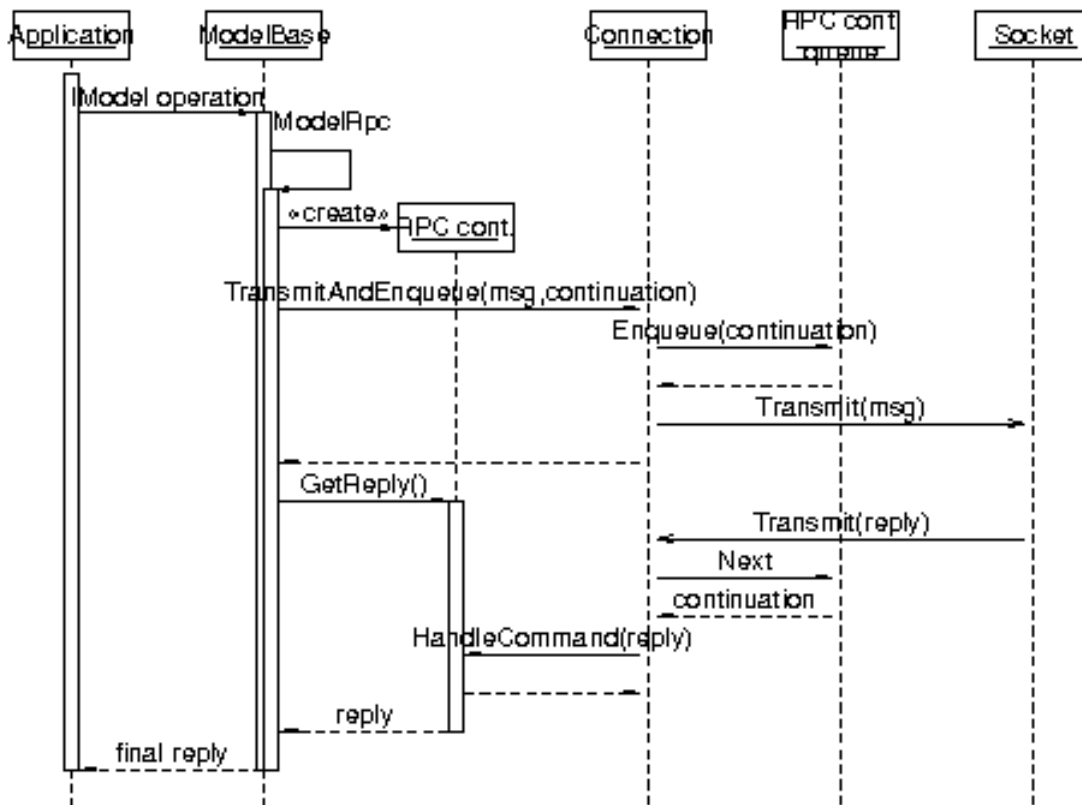 Application
ModelBase
Connection
RPC cont.
queue
Socket
IModel operation
ModelRpc
«create»
RPC cont.
TransmitAndEnqueue(msg,continuation)
Enqueue(continuation)
Transmit(msg)
GetReply()
Transmit(reply)
Next
continuation
HandleCommand(reply)
reply
final reply